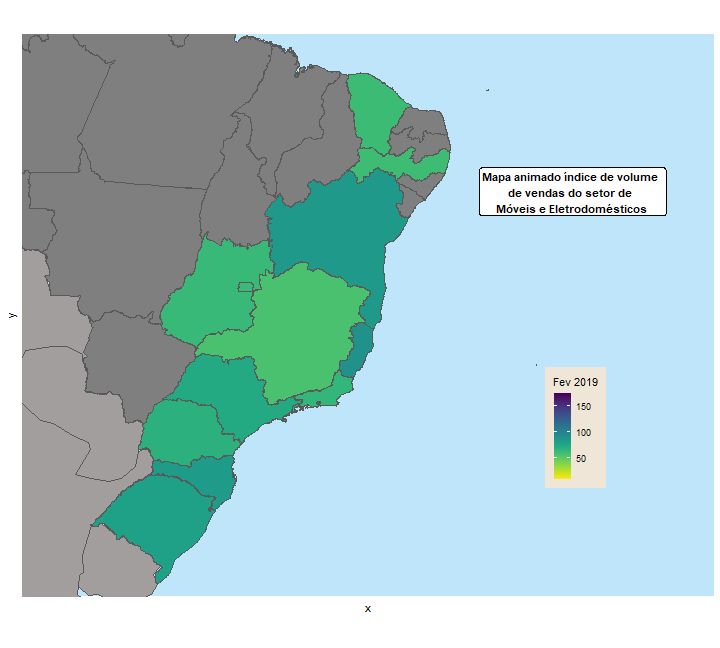 Mapa animado índice de volume
de vendas do setor de
Móveis e Eletrodomésticos
y
Fev 2019
150
100
50
x